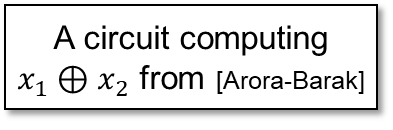 A circuit computing
𝑥₁ ⊕ 𝑥₂ from [Arora-Barak]